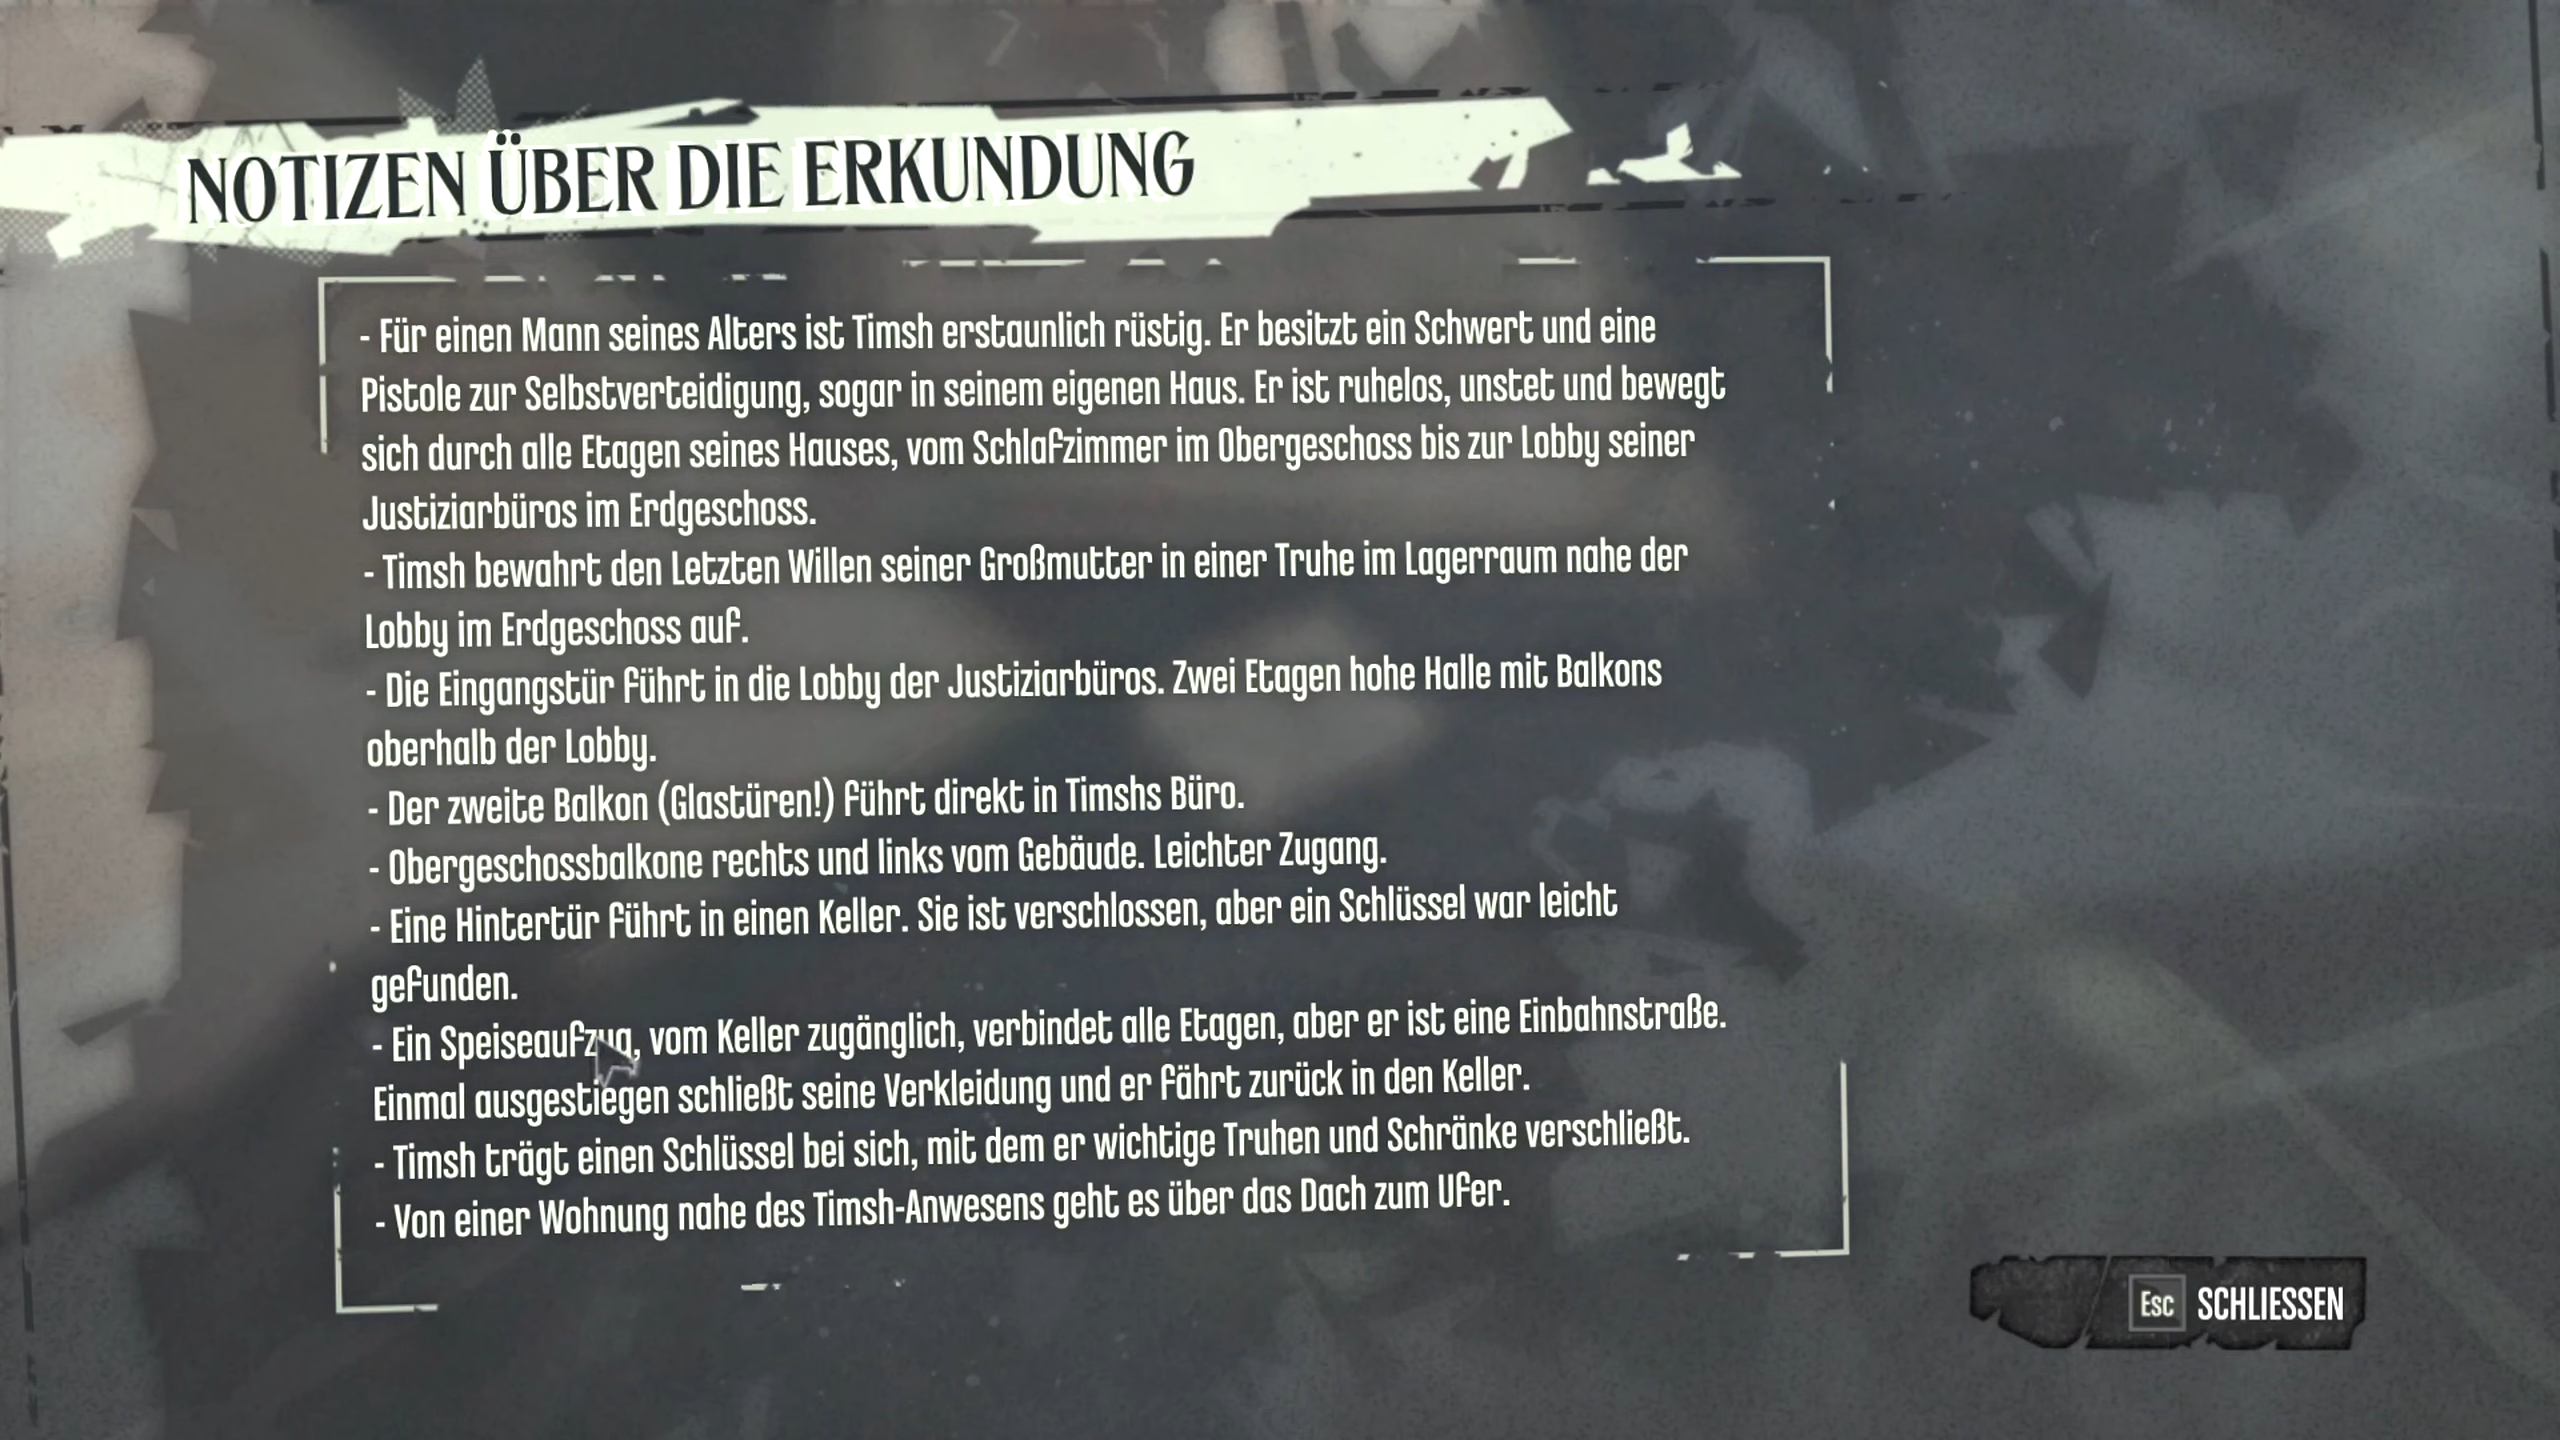 NOTIZEN ÜBER DIE ERKUNDUNG
- Für einen Mann seines Alters ist Timsh erstaunlich rüstig. Er besitzt ein Schwert und eine
Pistole zur Selbstverteidigung, sogar in seinem eigenen Haus. Er ist ruhelos, unstet und bewegt
sich durch alle Etagen seines Hauses, vom Schlafzimmer im Obergeschoss bis zur Lobby seiner
Justiziarbüros im Erdgeschoss.
- Timsh bewahrt den Letzten Willen seiner Großmutter in einer Truhe im Lagerraum nahe der
Lobby im Erdgeschoss auf.
- Die Eingangstür führt in die Lobby der Justiziarbüros. Zwei Etagen hohe Halle mit Balkons
oberhalb der Lobby.
- Der zweite Balkon (Glastüren!) führt direkt in Timshs Büro.
- Obergeschossbalkone rechts und links vom Gebäude. Leichter Zugang.
- Eine Hintertür führt in einen Keller. Sie ist verschlossen, aber ein Schlüssel war leicht
gefunden.
- Ein Speiseaufzug, vom Keller zugänglich, verbindet alle Etagen, aber er ist eine Einbahnstraße.
Einmal ausgestiegen schließt seine Verkleidung und er fährt zurück in den Keller.
- Timsh trägt einen Schlüssel bei sich, mit dem er wichtige Truhen und Schränke verschließt.
- Von einer Wohnung nahe des Timsh-Anwesens geht es über das Dach zum Ufer.
Esc SCHLIESSEN